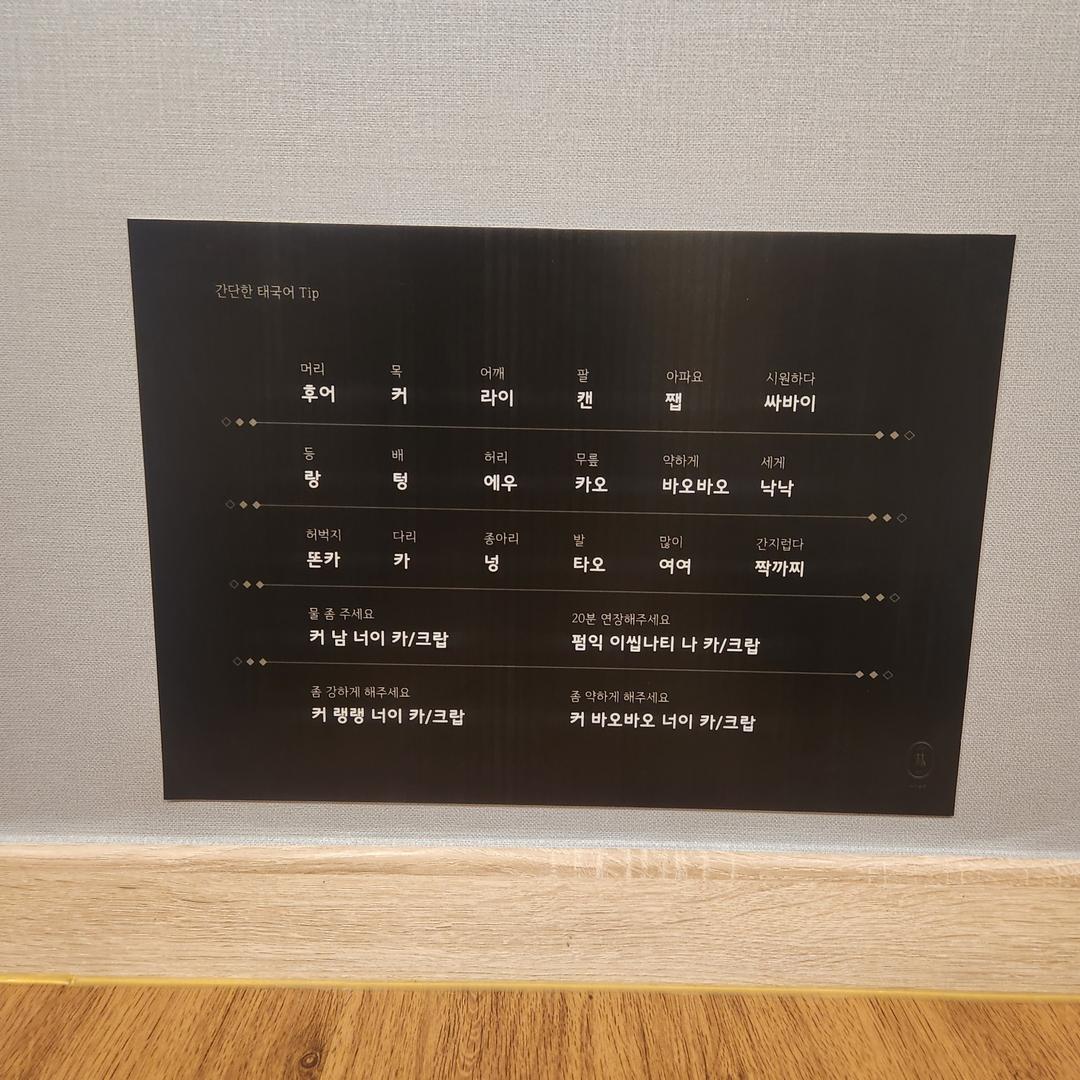 간단한 태국어 Tip
머리 목 어깨 팔 아파요 시원하다
후어 커 라이 캔 쨉 싸바이
등 배 허리 무릎 약하게 세게
랑 텅 에우 카오 바오바오 낙낙
허벅지 다리 종아리 발 많이 간지럽다
똔카 카 넝 타오 여여 짝까찌
물 좀 주세요 20분 연장해주세요
커 남 너이 카/크랍 펌익 이씹나티 나 카/크랍
좀 강하게 해주세요 좀 약하게 해주세요
커 랭랭 너이 카/크랍 커 바오바오 너이 카/크랍